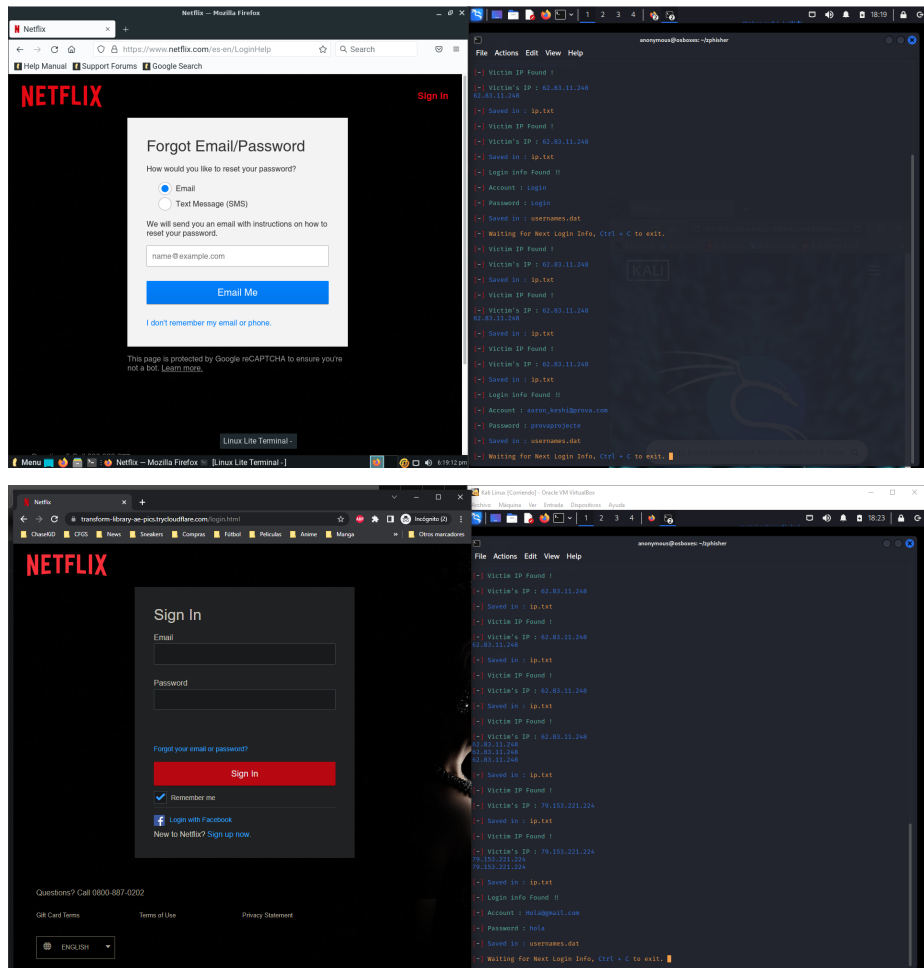 Netflix — Mozilla Firefox
Netflix
https://www.netflix.com/es-en/LoginHelp
Search
Help Manual
Support Forums
Google Search
NETFLIX
Sign In
Forgot Email/Password
How would you like to reset your password?
Email
Text Message (SMS)
We will send you an email with instructions on how to
reset your password.
name@example.com
Email Me
I don't remember my email or phone.
This page is protected by Google reCAPTCHA to ensure you're
not a bot. Learn more.
Linux Lite Terminal -
Menu
Netflix — Mozilla Firefox
[Linux Lite Terminal -]
6:19:12 pm
1 2 3 4
18:19
anonymous@osboxes: ~/zphisher
File Actions Edit View Help
[-] Victim IP Found !
[-] Victim's IP : 62.83.11.248
62.83.11.248
[-] Saved in : ip.txt
[-] Victim IP Found !
[-] Victim's IP : 62.83.11.248
[-] Saved in : ip.txt
[-] Login info Found !!
[-] Account : Login
[-] Password : Login
[-] Saved in : usernames.dat
[-] Waiting for Next Login Info, Ctrl + C to exit.
[-] Victim IP Found !
[-] Victim's IP : 62.83.11.248
[-] Saved in : ip.txt
[-] Victim IP Found !
[-] Victim's IP : 62.83.11.248
62.83.11.248
[-] Saved in : ip.txt
[-] Victim IP Found !
[-] Victim's IP : 62.83.11.248
[-] Saved in : ip.txt
[-] Login info Found !!
[-] Account : aaron_keshi@prova.com
[-] Password : provaprojecte
[-] Saved in : usernames.dat
[-] Waiting for Next Login Info, Ctrl + C to exit.
KALI
Netflix
transform-library-ae-pics.trycloudflare.com/login.html
Incógnito (2)
ChaseKID
CFGS
News
Sneakers
Compras
Fútbol
Peliculas
Anime
Manga
Otros marcadores
NETFLIX
Sign In
Email
Password
Forgot your email or password?
Sign In
Remember me
Login with Facebook
New to Netflix? Sign up now.
Questions? Call 0800-887-0202
Gift Card Terms
Terms of Use
Privacy Statement
ENGLISH
Kali Linux [Corriendo] - Oracle VM VirtualBox
Archivo Máquina Ver Entrada Dispositivos Ayuda
1 2 3 4
18:23
anonymous@osboxes: ~/zphisher
File Actions Edit View Help
[-] Victim IP Found !
[-] Victim's IP : 62.83.11.248
[-] Saved in : ip.txt
[-] Victim IP Found !
[-] Victim's IP : 62.83.11.248
62.83.11.248
[-] Saved in : ip.txt
[-] Victim IP Found !
[-] Victim's IP : 62.83.11.248
[-] Saved in : ip.txt
[-] Victim IP Found !
[-] Victim's IP : 62.83.11.248
62.83.11.248
62.83.11.248
62.83.11.248
[-] Saved in : ip.txt
[-] Victim IP Found !
[-] Victim's IP : 79.153.221.224
[-] Saved in : ip.txt
[-] Victim IP Found !
[-] Victim's IP : 79.153.221.224
79.153.221.224
79.153.221.224
[-] Saved in : ip.txt
[-] Login info Found !!
[-] Account : Hola@gmail.com
[-] Password : hola
[-] Saved in : usernames.dat
[-] Waiting for Next Login Info, Ctrl + C to exit.